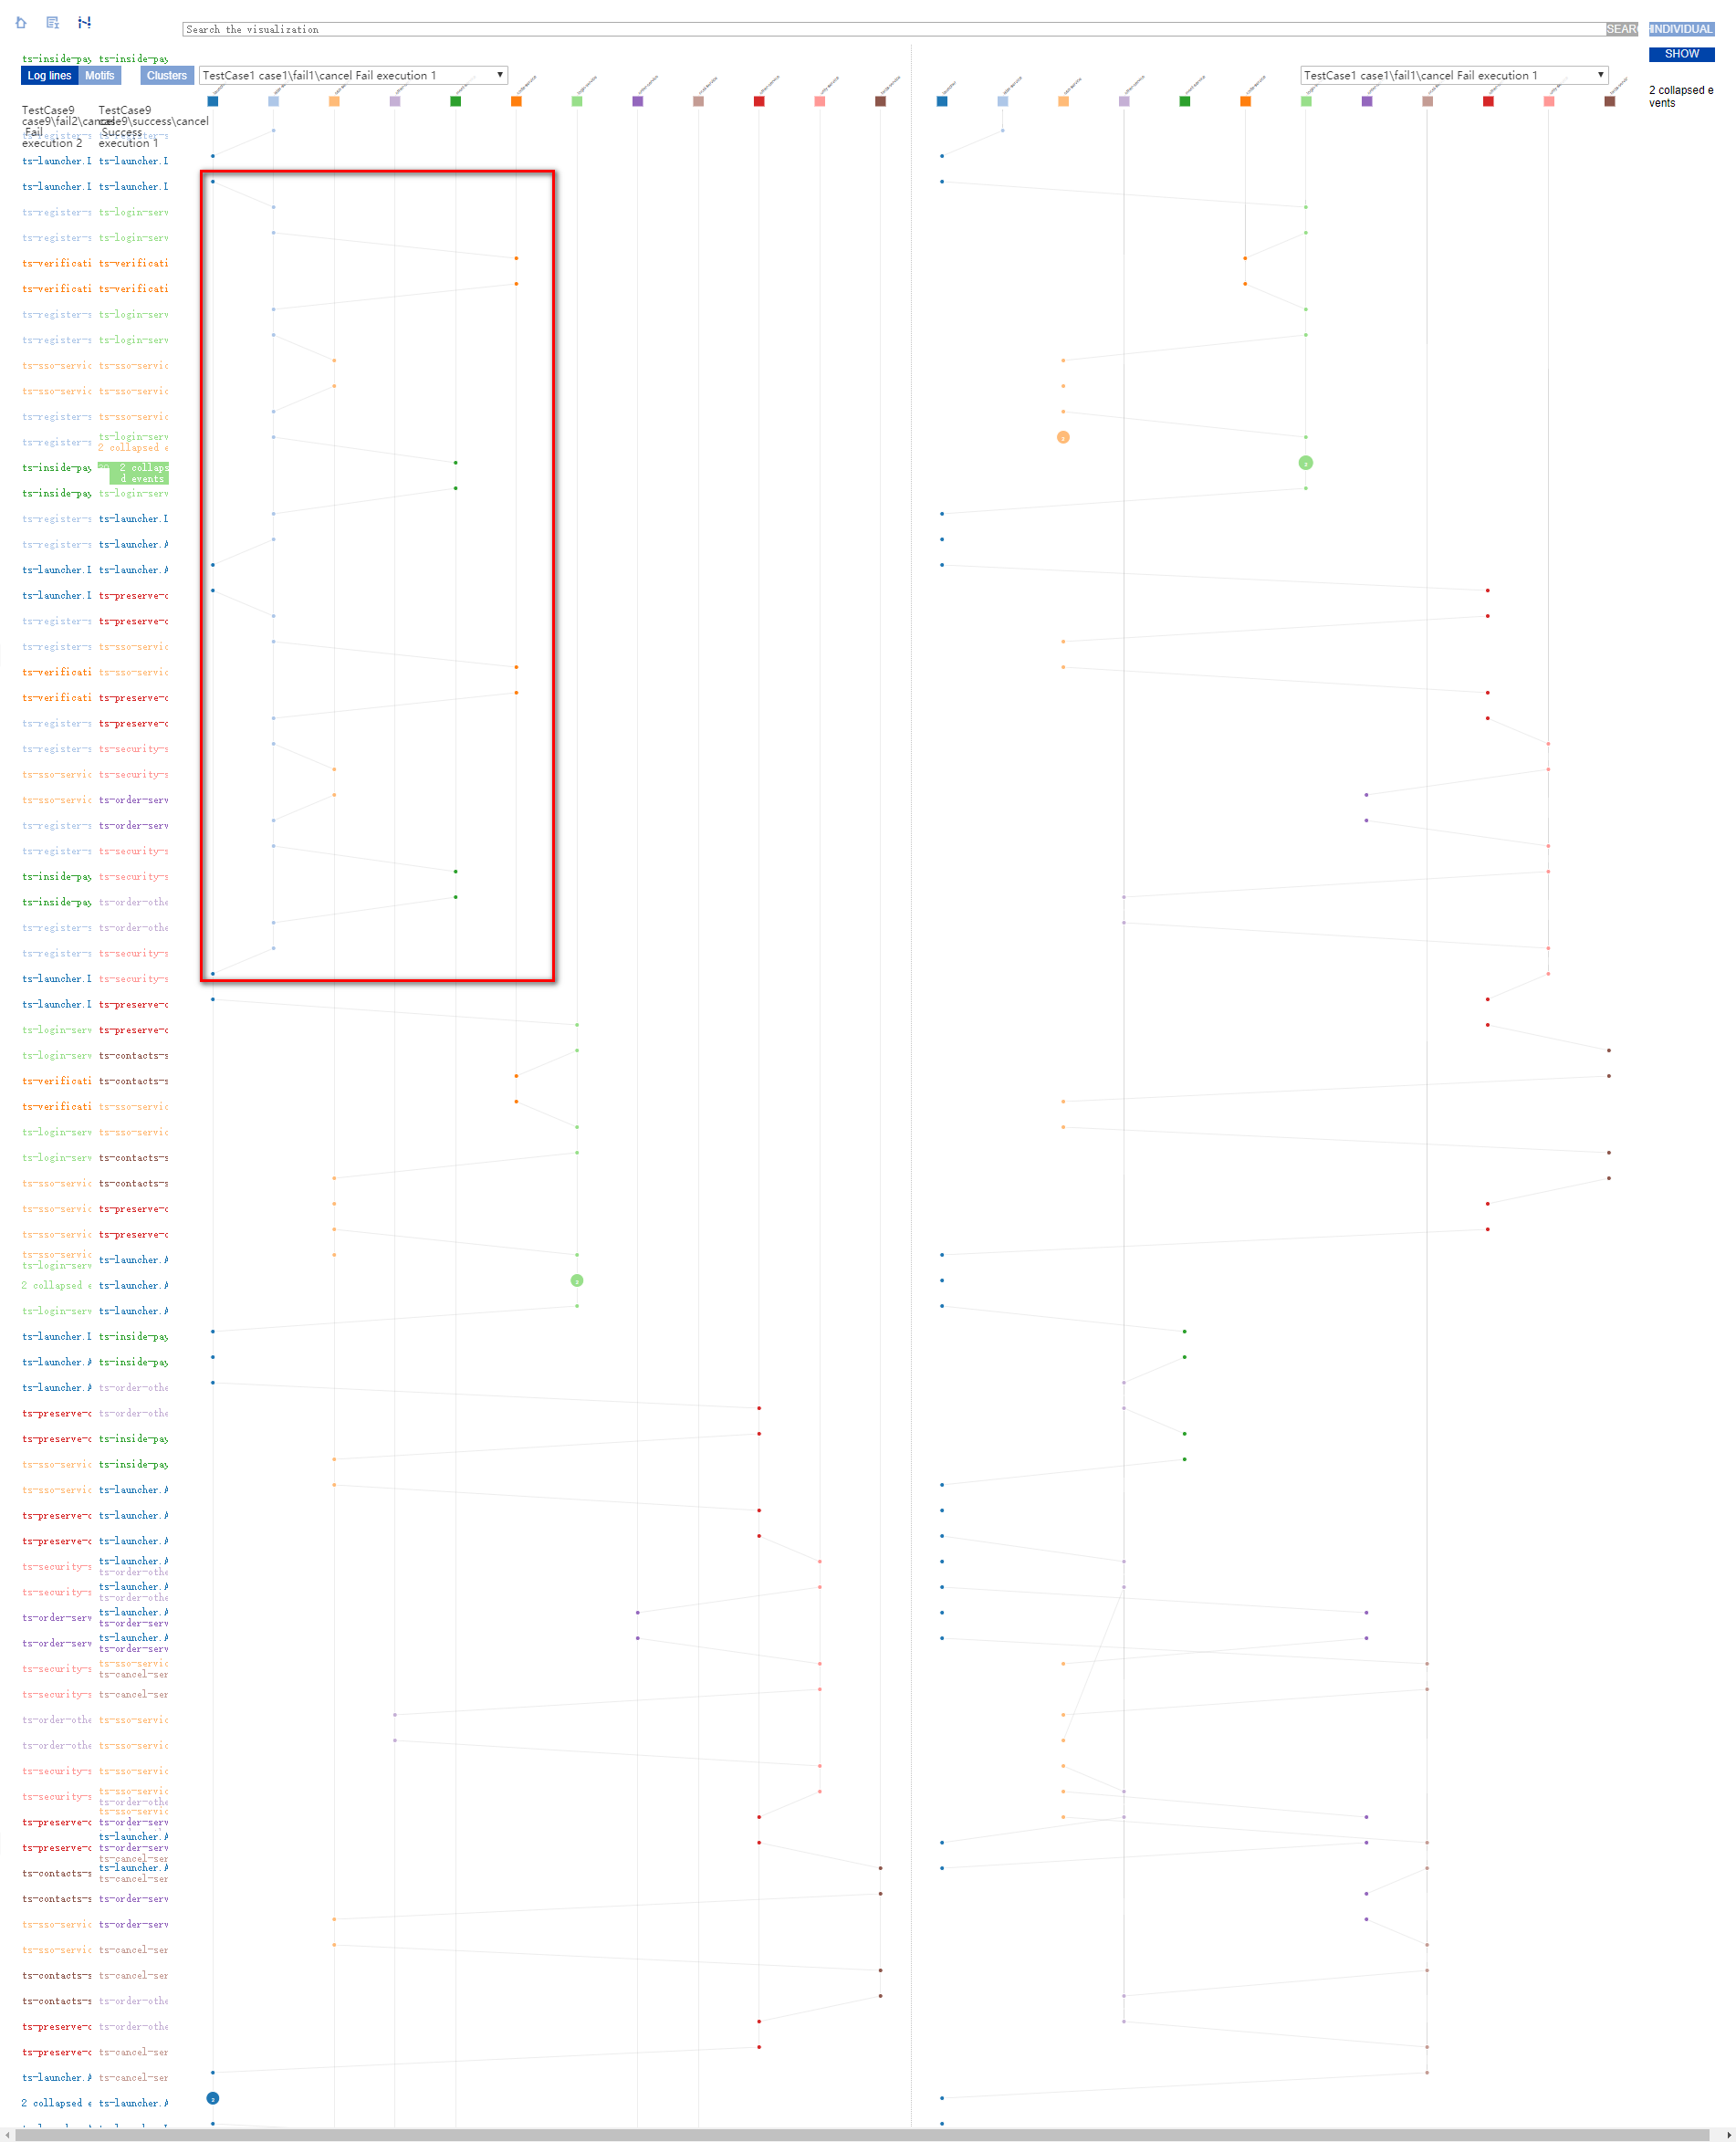 Search the visualization
SEARC
INDIVIDUAL
SHOW
ts-inside-pay ts-inside-pay
Log lines Motifs Clusters
TestCase1 case1\fail1\cancel Fail execution 1
TestCase1 case1\fail1\cancel Fail execution 1
2 collapsed e
vents
TestCase9
case9\fail2\cancel
Fail
execution 2
TestCase9
case9\success\cancel
Success
execution 1
ts-launcher.I ts-launcher.I
ts-launcher.I ts-launcher.I
ts-register-s ts-login-serv
ts-register-s ts-login-serv
ts-verificati ts-verificati
ts-verificati ts-verificati
ts-register-s ts-login-serv
ts-register-s ts-login-serv
ts-sso-servic ts-sso-servic
ts-sso-servic ts-sso-servic
ts-register-s ts-sso-servic
ts-register-s ts-login-serv
2 collapsed e
ts-inside-pay 2 collaps
d events
ts-inside-pay ts-login-serv
ts-register-s ts-launcher.I
ts-register-s ts-launcher.A
ts-launcher.I ts-launcher.A
ts-launcher.I ts-preserve-o
ts-register-s ts-preserve-o
ts-register-s ts-sso-servic
ts-verificati ts-sso-servic
ts-verificati ts-preserve-o
ts-register-s ts-preserve-o
ts-register-s ts-security-s
ts-sso-servic ts-security-s
ts-sso-servic ts-order-serv
ts-register-s ts-order-serv
ts-register-s ts-security-s
ts-inside-pay ts-security-s
ts-inside-pay ts-order-othe
ts-register-s ts-order-othe
ts-register-s ts-security-s
ts-launcher.I ts-security-s
ts-launcher.I ts-preserve-o
ts-login-serv ts-preserve-o
ts-login-serv ts-contacts-s
ts-verificati ts-contacts-s
ts-verificati ts-sso-servic
ts-login-serv ts-sso-servic
ts-login-serv ts-contacts-s
ts-sso-servic ts-contacts-s
ts-sso-servic ts-preserve-o
ts-sso-servic ts-preserve-o
ts-sso-servic ts-launcher.A
ts-login-serv
2 collapsed e ts-launcher.A
ts-login-serv ts-launcher.A
ts-launcher.I ts-inside-pay
ts-launcher.A ts-inside-pay
ts-launcher.A ts-order-othe
ts-preserve-o ts-order-othe
ts-preserve-o ts-inside-pay
ts-sso-servic ts-inside-pay
ts-sso-servic ts-launcher.A
ts-preserve-o ts-launcher.A
ts-preserve-o ts-launcher.A
ts-security-s ts-launcher.A
ts-order-othe
ts-security-s ts-launcher.A
ts-order-othe
ts-order-serv ts-launcher.A
ts-order-serv
ts-order-serv ts-launcher.A
ts-order-serv
ts-security-s ts-sso-servic
ts-cancel-ser
ts-security-s ts-cancel-ser
ts-order-othe ts-sso-servic
ts-order-othe ts-sso-servic
ts-security-s ts-sso-servic
ts-security-s ts-sso-servic
ts-order-othe
ts-sso-servic
ts-preserve-o ts-order-serv
ts-launcher.A
ts-preserve-o ts-order-serv
ts-cancel-ser
ts-launcher.A
ts-contacts-s ts-cancel-ser
ts-contacts-s ts-order-serv
ts-sso-servic ts-order-serv
ts-sso-servic ts-cancel-ser
ts-contacts-s ts-cancel-ser
ts-contacts-s ts-order-othe
ts-preserve-o ts-order-othe
ts-preserve-o ts-cancel-ser
ts-launcher.A ts-cancel-ser
2 collapsed e ts-launcher.A